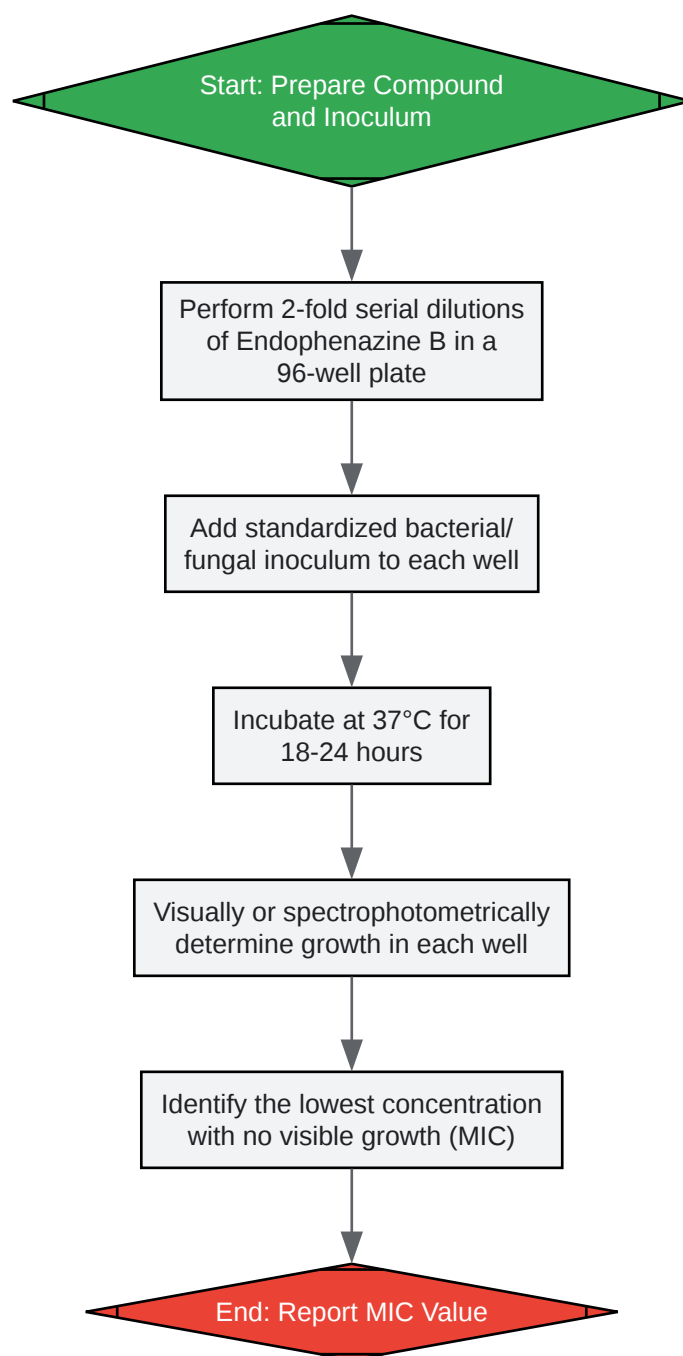 Start: Prepare Compound
and Inoculum
Perform 2-fold serial dilutions
of Endophenazine B in a
96-well plate
Add standardized bacterial/
fungal inoculum to each well
Incubate at 37°C for
18-24 hours
Visually or spectrophotometrically
determine growth in each well
Identify the lowest concentration
with no visible growth (MIC)
End: Report MIC Value